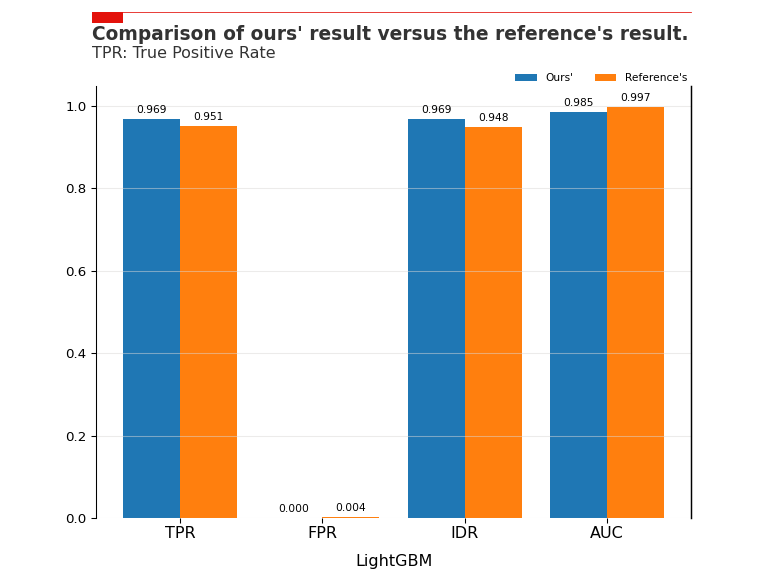 Comparison of ours' result versus the reference's result.
TPR: True Positive Rate
Ours' Reference's
1.0
0.8
0.6
0.4
0.2
0.0
0.969 0.951 0.000 0.004 0.969 0.948 0.985 0.997
TPR FPR IDR AUC
LightGBM